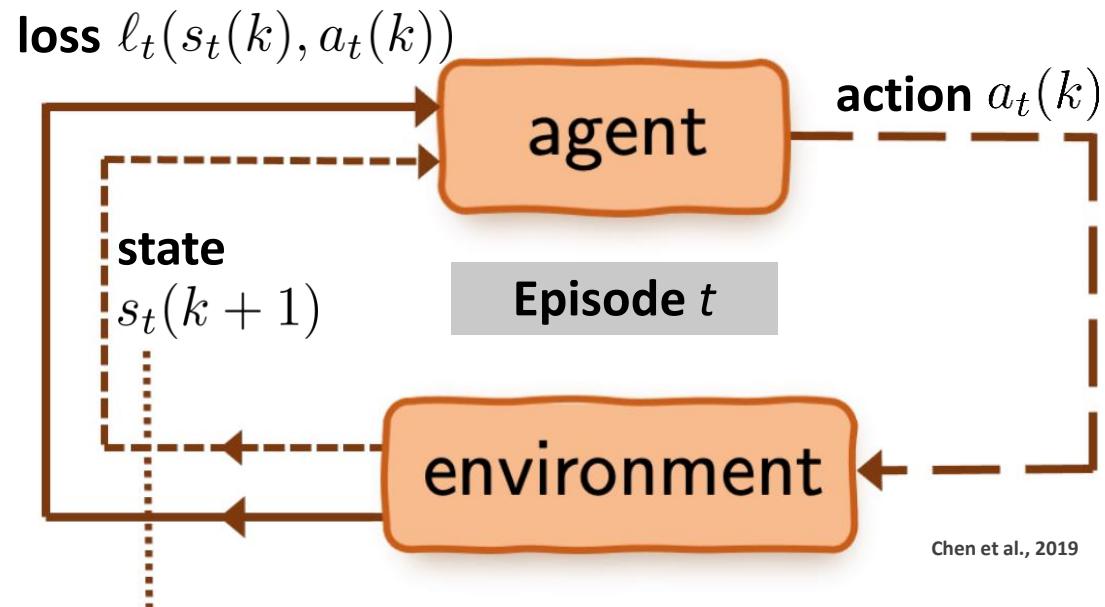 loss ℓ_t(s_t(k), a_t(k))
agent
action a_t(k)
state
s_t(k + 1)
Episode t
environment
Chen et al., 2019